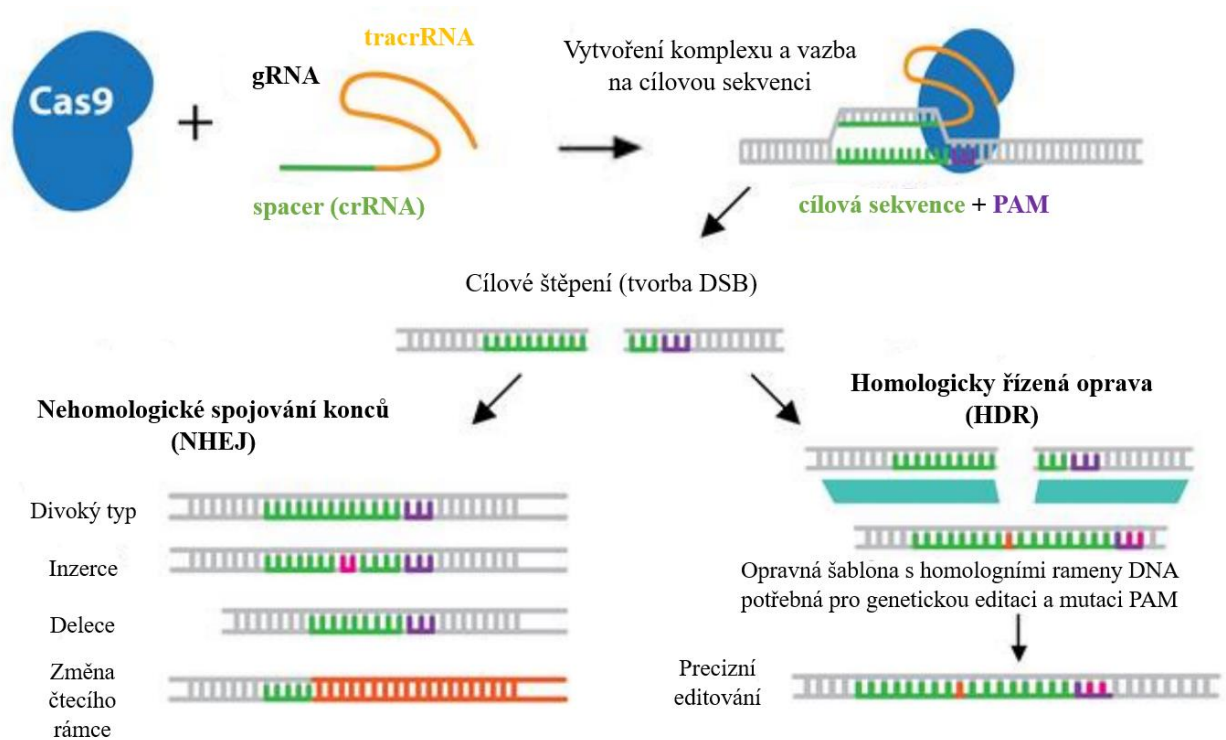 tracrRNA
gRNA
Cas9
+
spacer (crRNA)
Vytvoření komplexu a vazba
na cílovou sekvenci
cílová sekvence + PAM
Cílové štěpení (tvorba DSB)
Nehomologické spojování konců
(NHEJ)
Divoký typ
Inzerce
Delece
Změna
čtecího
rámce
Homologicky řízená oprava
(HDR)
Opravná šablona s homologními rameny DNA
potřebná pro genetickou editaci a mutaci PAM
Precizní
editování